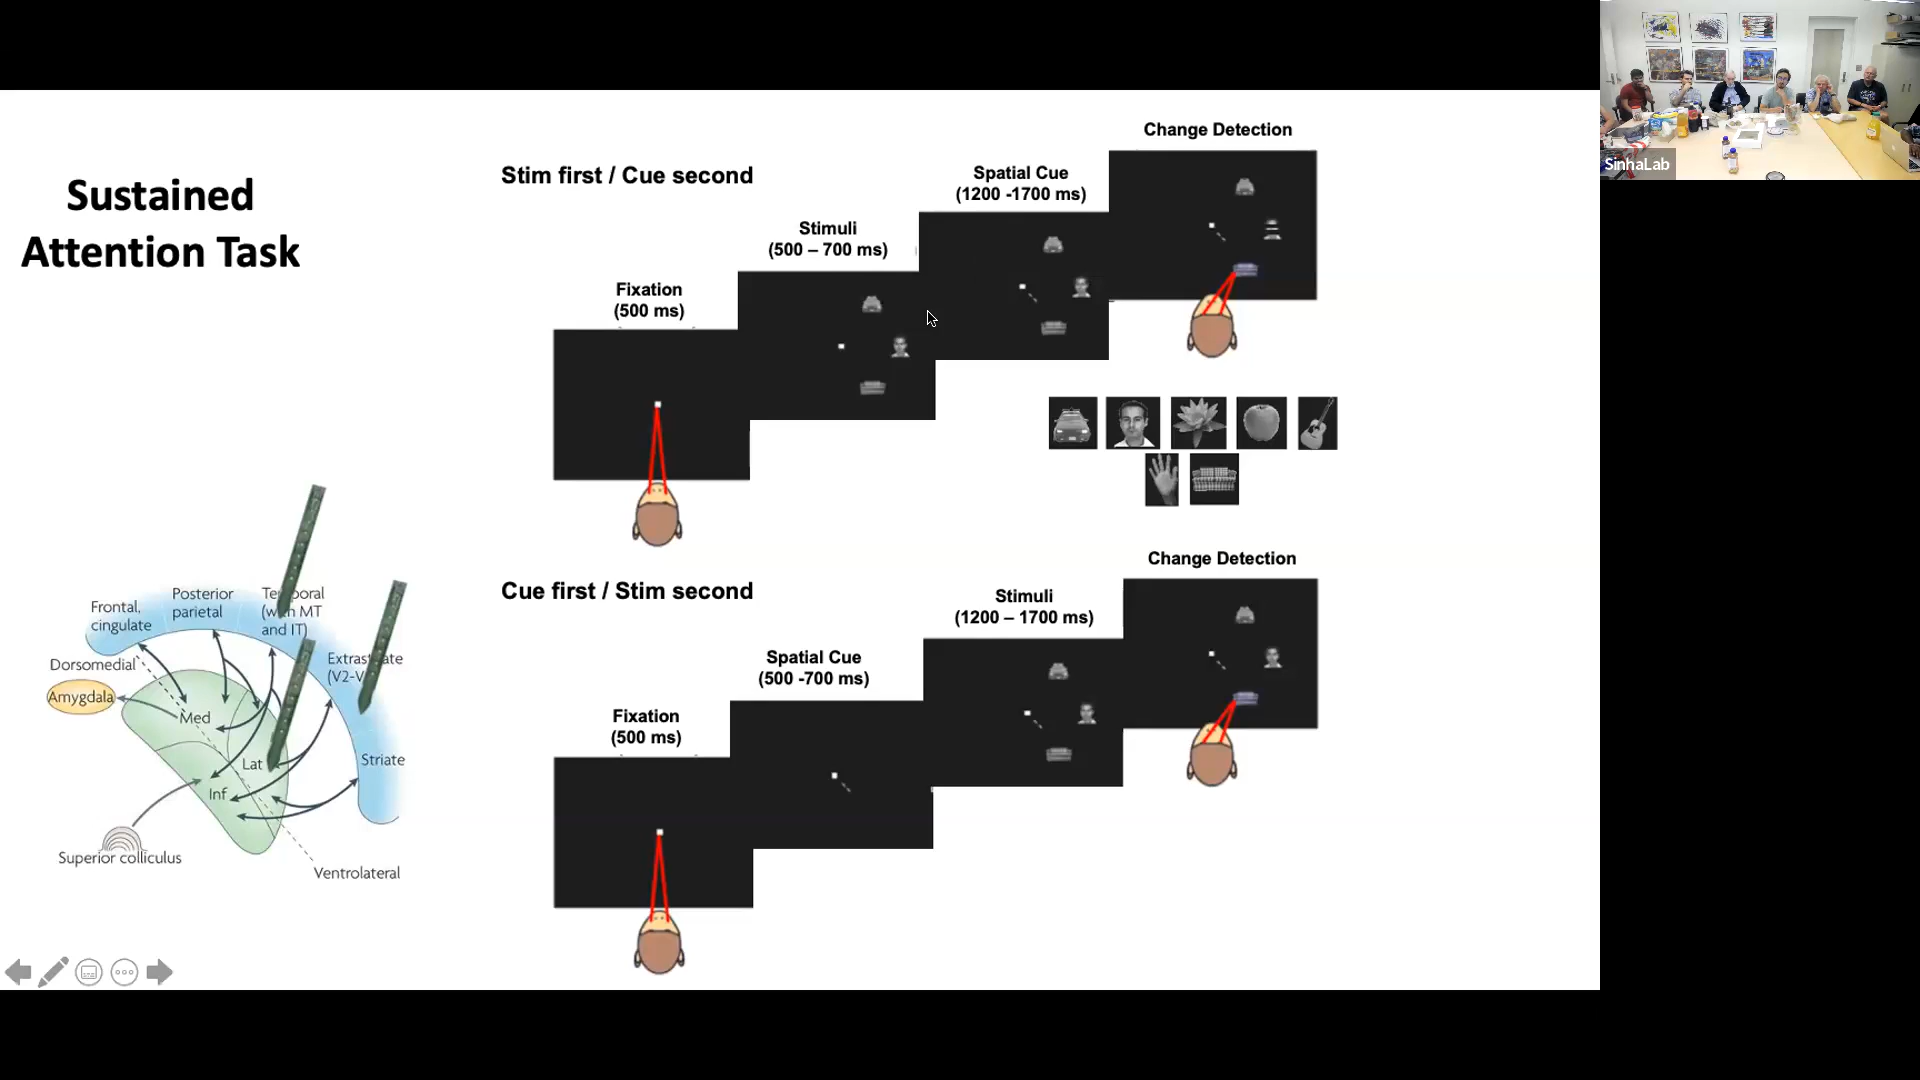 Sustained
Attention Task
Stim first / Cue second
Fixation
(500 ms)
Stimuli
(500 – 700 ms)
Spatial Cue
(1200 -1700 ms)
Change Detection
SinhaLab
Cue first / Stim second
Fixation
(500 ms)
Spatial Cue
(500 -700 ms)
Stimuli
(1200 – 1700 ms)
Change Detection
Frontal,
cingulate
Posterior
parietal
and IT)
Dorsomedial
Amygdala
Med
Lat
Inf
Striate
Superior colliculus
Ventrolateral